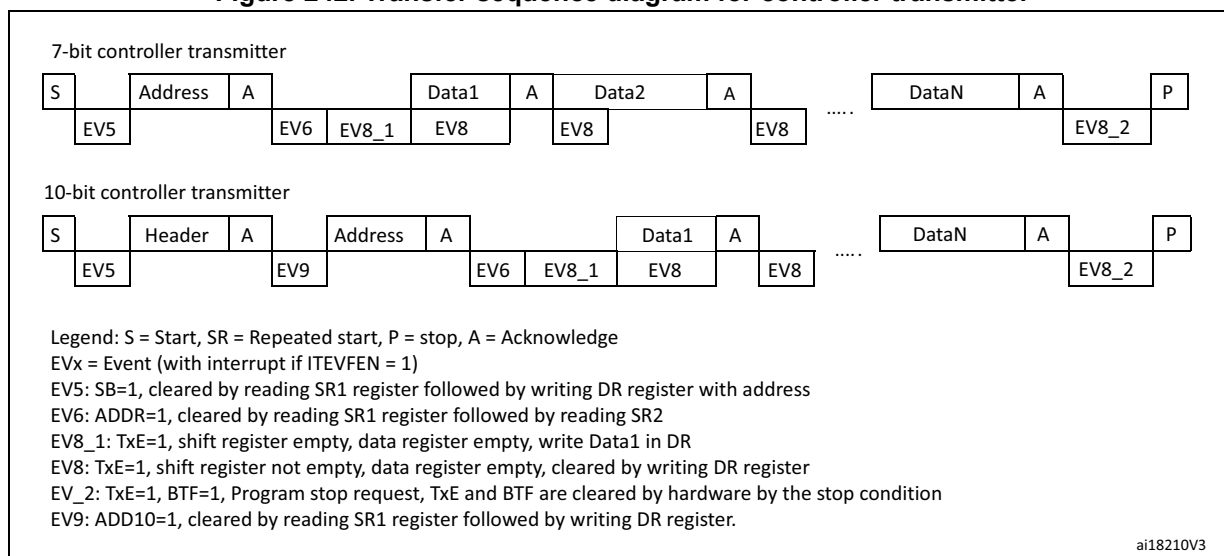 Figure 242. Transfer sequence diagram for controller transmitter
7-bit controller transmitter
S Address A Data1 A Data2 A ..... DataN A P
EV5 EV6 EV8_1 EV8 EV8 EV8 EV8_2
10-bit controller transmitter
S Header A Address A Data1 A ..... DataN A P
EV5 EV9 EV6 EV8_1 EV8 EV8 EV8_2
Legend: S = Start, SR = Repeated start, P = stop, A = Acknowledge
EVx = Event (with interrupt if ITEVFEN = 1)
EV5: SB=1, cleared by reading SR1 register followed by writing DR register with address
EV6: ADDR=1, cleared by reading SR1 register followed by reading SR2
EV8_1: TxE=1, shift register empty, data register empty, write Data1 in DR
EV8: TxE=1, shift register not empty, data register empty, cleared by writing DR register
EV_2: TxE=1, BTF=1, Program stop request, TxE and BTF are cleared by hardware by the stop condition
EV9: ADD10=1, cleared by reading SR1 register followed by writing DR register.
ai18210V3